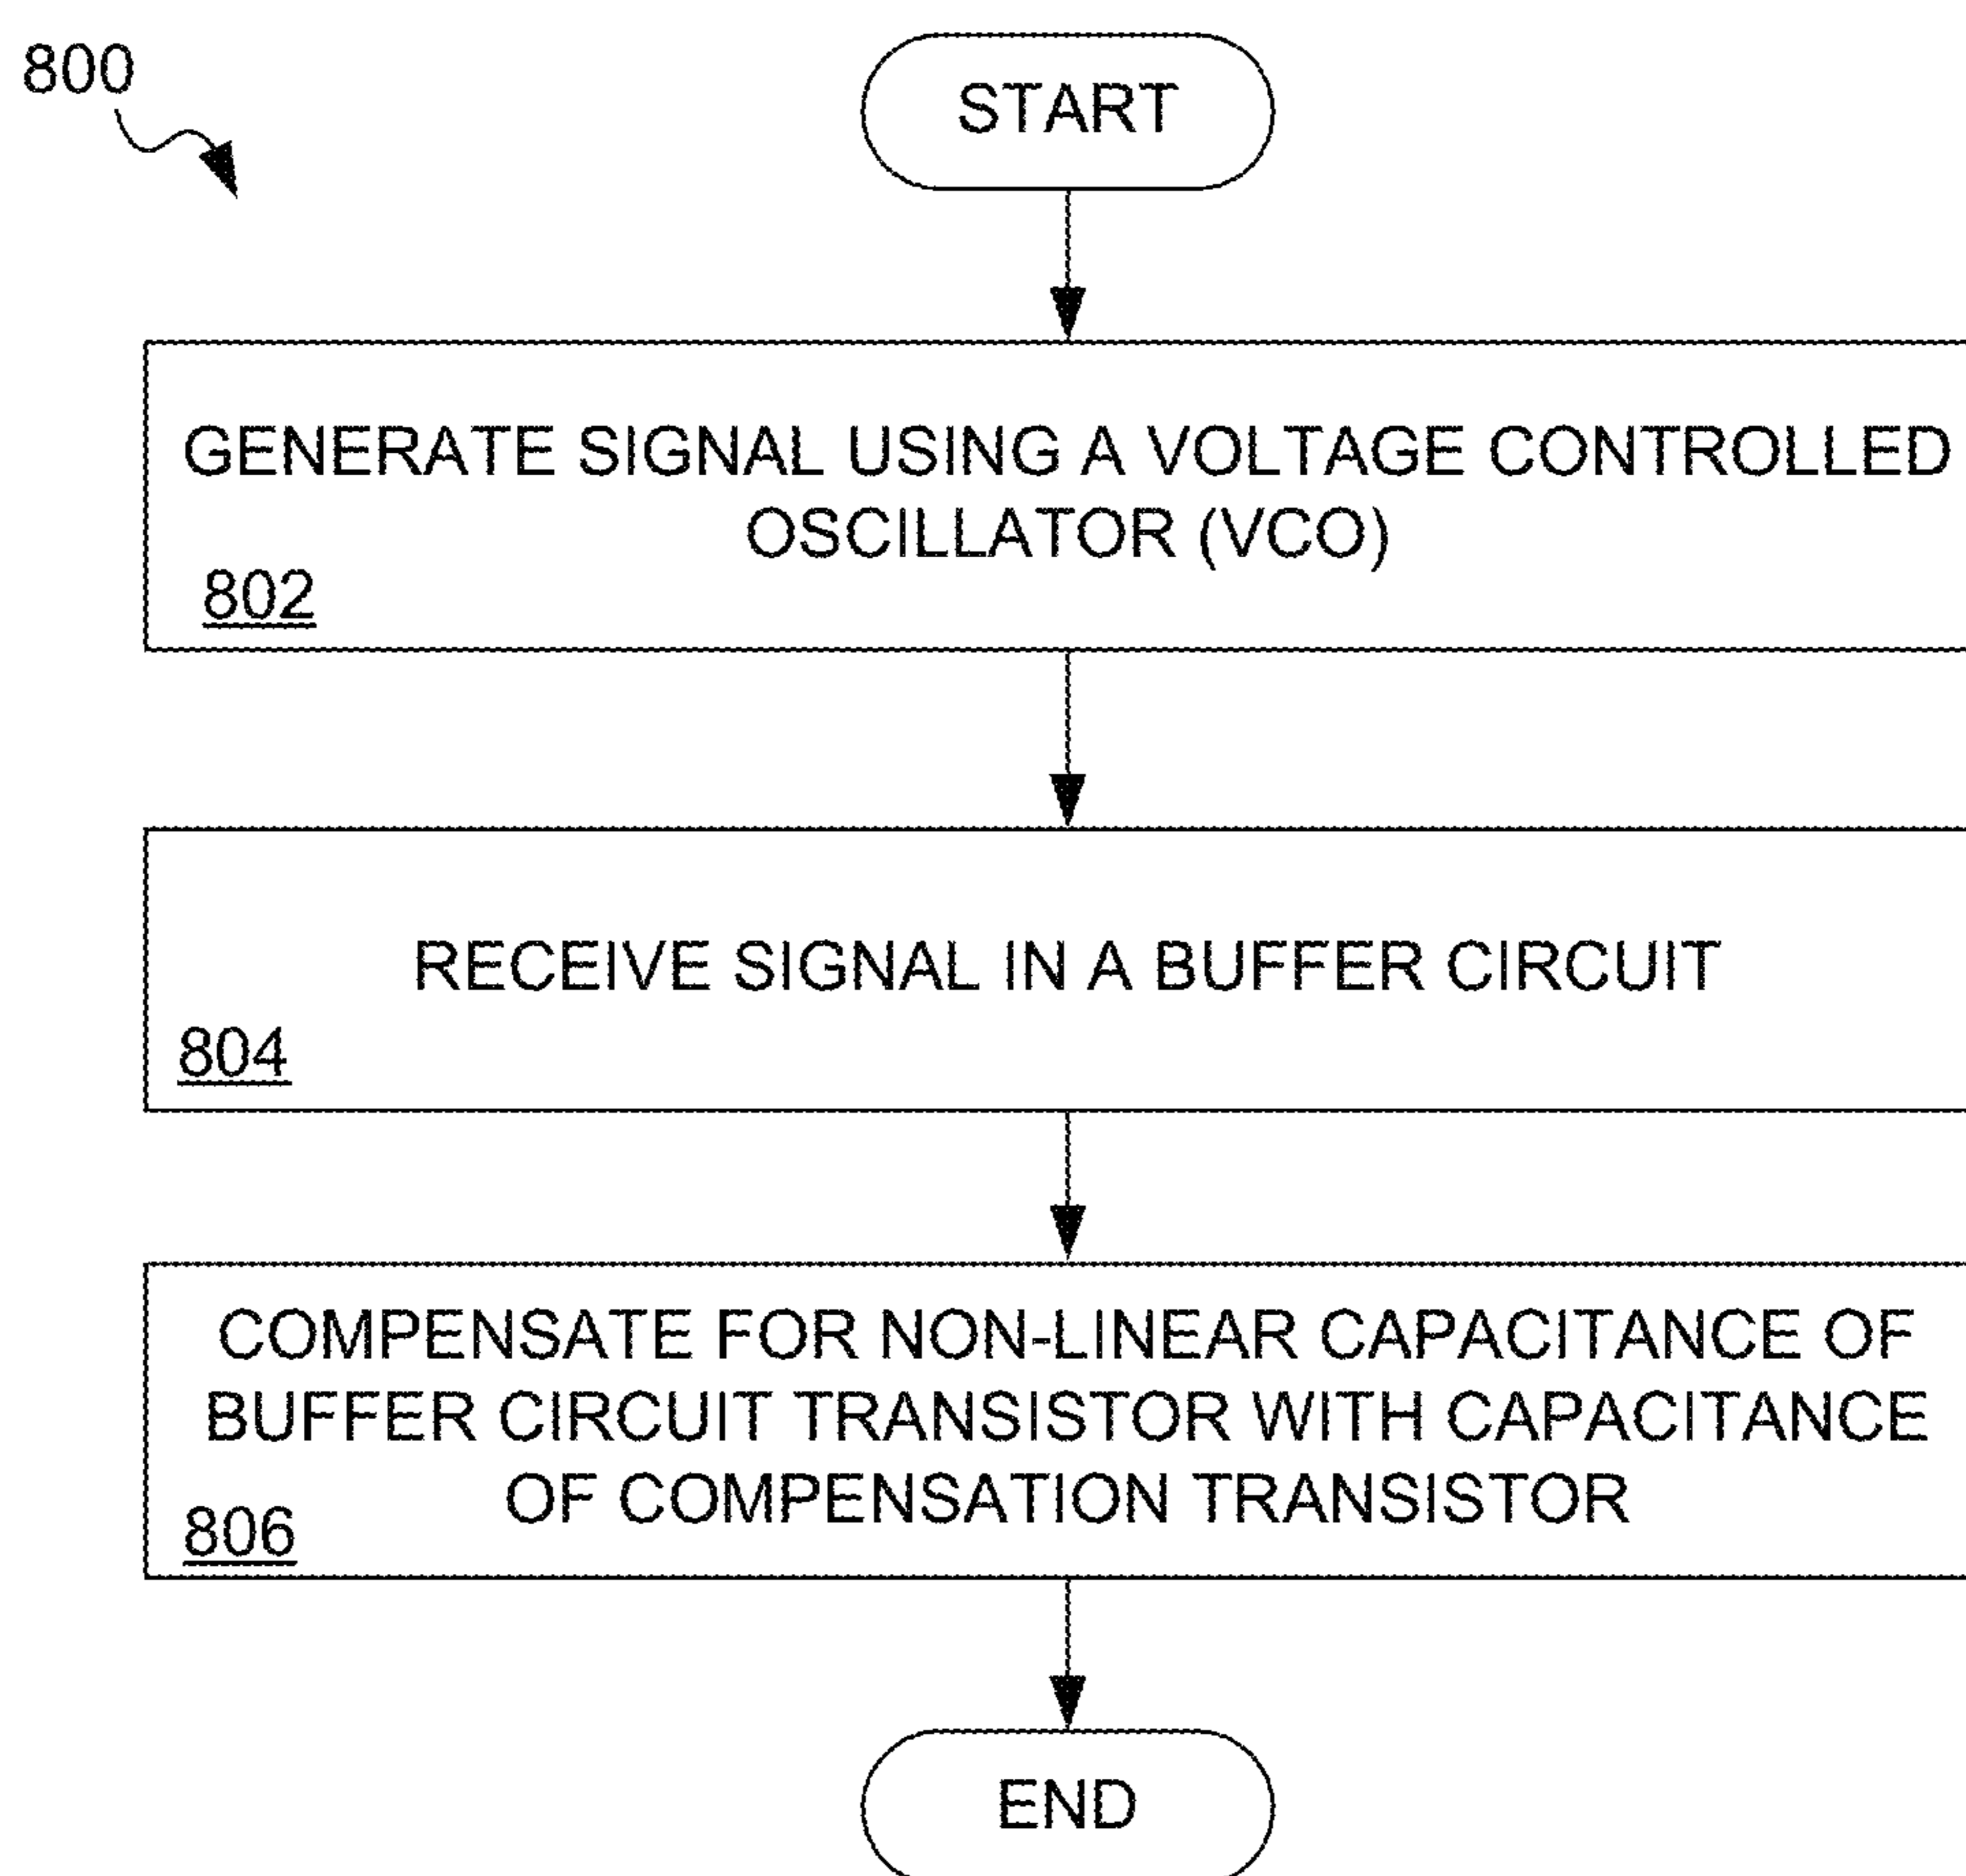 800
START
GENERATE SIGNAL USING A VOLTAGE CONTROLLED
OSCILLATOR (VCO)
802
RECEIVE SIGNAL IN A BUFFER CIRCUIT
804
COMPENSATE FOR NON-LINEAR CAPACITANCE OF
BUFFER CIRCUIT TRANSISTOR WITH CAPACITANCE
OF COMPENSATION TRANSISTOR
806
END